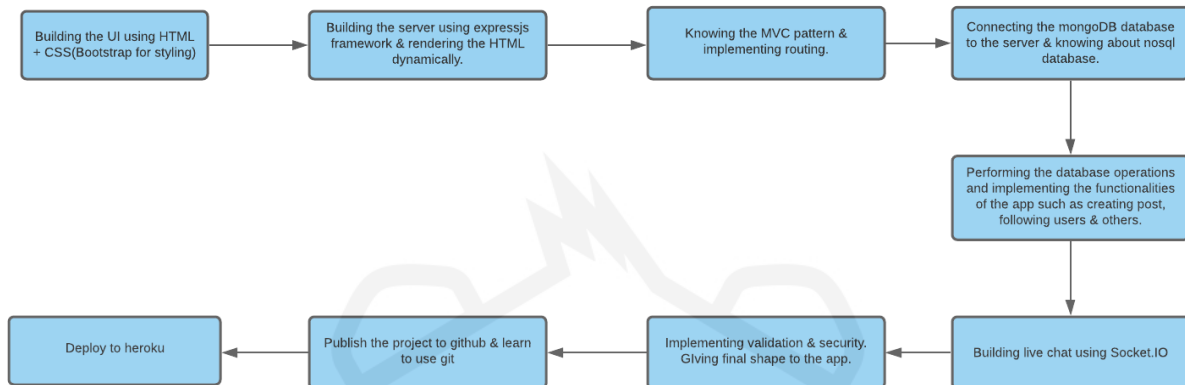 Building the UI using HTML
+ CSS(Bootstrap for styling)
Building the server using expressjs
framework & rendering the HTML
dynamically.
Knowing the MVC pattern &
implementing routing.
Connecting the mongoDB database
to the server & knowing about nosql
database.
Performing the database operations
and implementing the functionalities
of the app such as creating post,
following users & others.
Building live chat using Socket.IO
Implementing validation & security.
GIving final shape to the app.
Publish the project to github & learn
to use git
Deploy to heroku